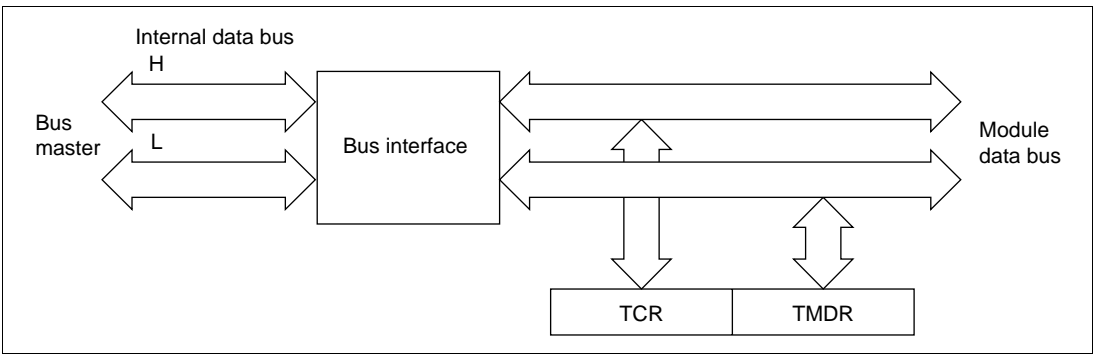 Internal data bus
H
Bus
master
L
Bus interface
Module
data bus
TCR
TMDR